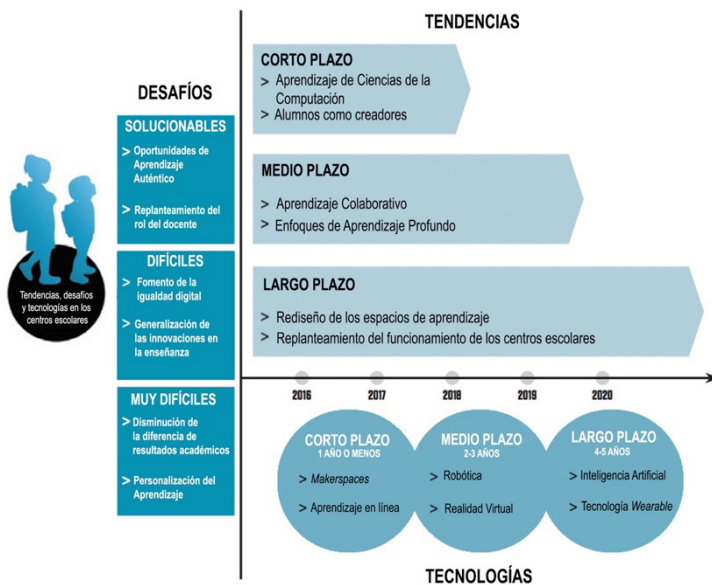 TENDENCIAS
CORTO PLAZO
> Aprendizaje de Ciencias de la
Computación
> Alumnos como creadores
DESAFÍOS
SOLUCIONABLES
> Oportunidades de
Aprendizaje
Auténtico
> Replanteamiento del
rol del docente
MEDIO PLAZO
> Aprendizaje Colaborativo
> Enfoques de Aprendizaje Profundo
DIFÍCILES
> Fomento de la
igualdad digital
> Generalización de
las innovaciones en
la enseñanza
LARGO PLAZO
> Rediseño de los espacios de aprendizaje
> Replanteamiento del funcionamiento de los centros escolares
Tendencias, desafíos
y tecnologías en los
centros escolares
MUY DIFÍCILES
> Disminución de
la diferencia de
resultados académicos
> Personalización del
Aprendizaje
2016 2017 2018 2019 2020
CORTO PLAZO
1 AÑO O MENOS
> Makerspaces
> Aprendizaje en línea
MEDIO PLAZO
2-3 AÑOS
> Robótica
> Realidad Virtual
LARGO PLAZO
4-5 AÑOS
> Inteligencia Artificial
> Tecnología Wearable
TECNOLOGÍAS